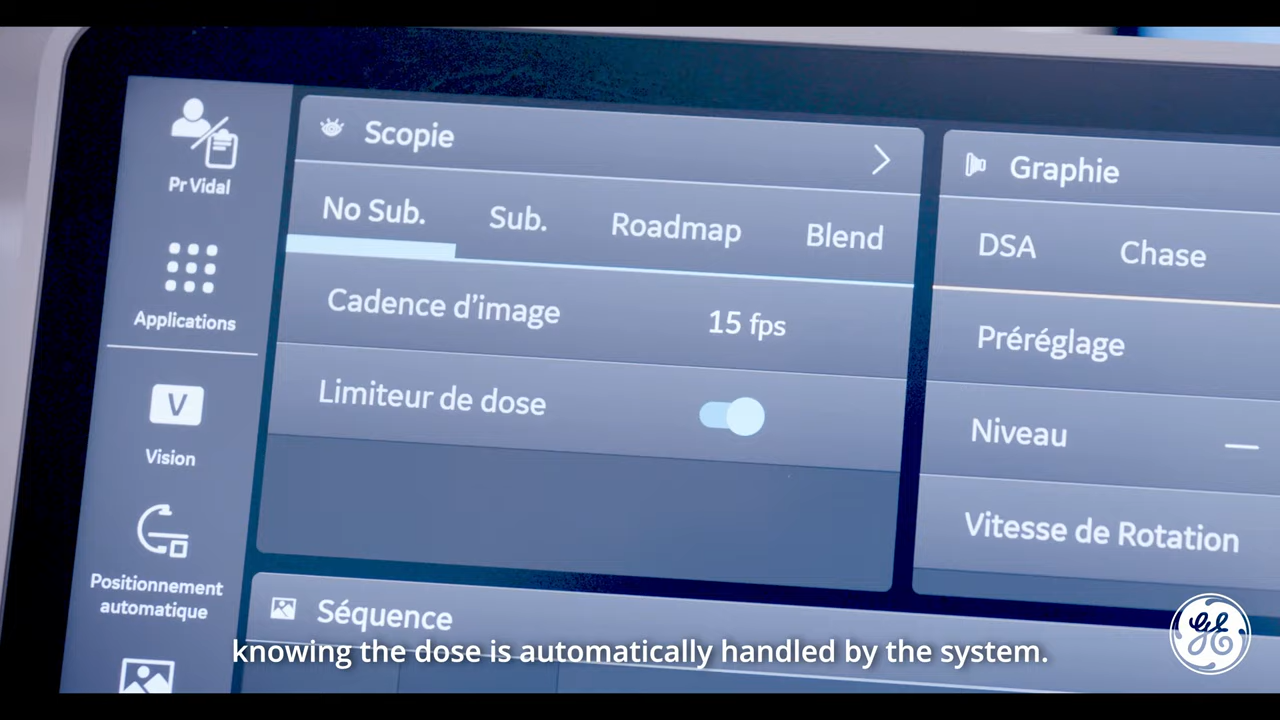 Pr Vidal
Applications
V
Vision
Positionnement
automatique
Scopie
No Sub.
Sub.
Roadmap
Blend
Cadence d’image
15 fps
Limiteur de dose
Graphie
DSA
Chase
Préréglage
Niveau
Vitesse de Rotation
Séquence
knowing the dose is automatically handled by the system.
GE